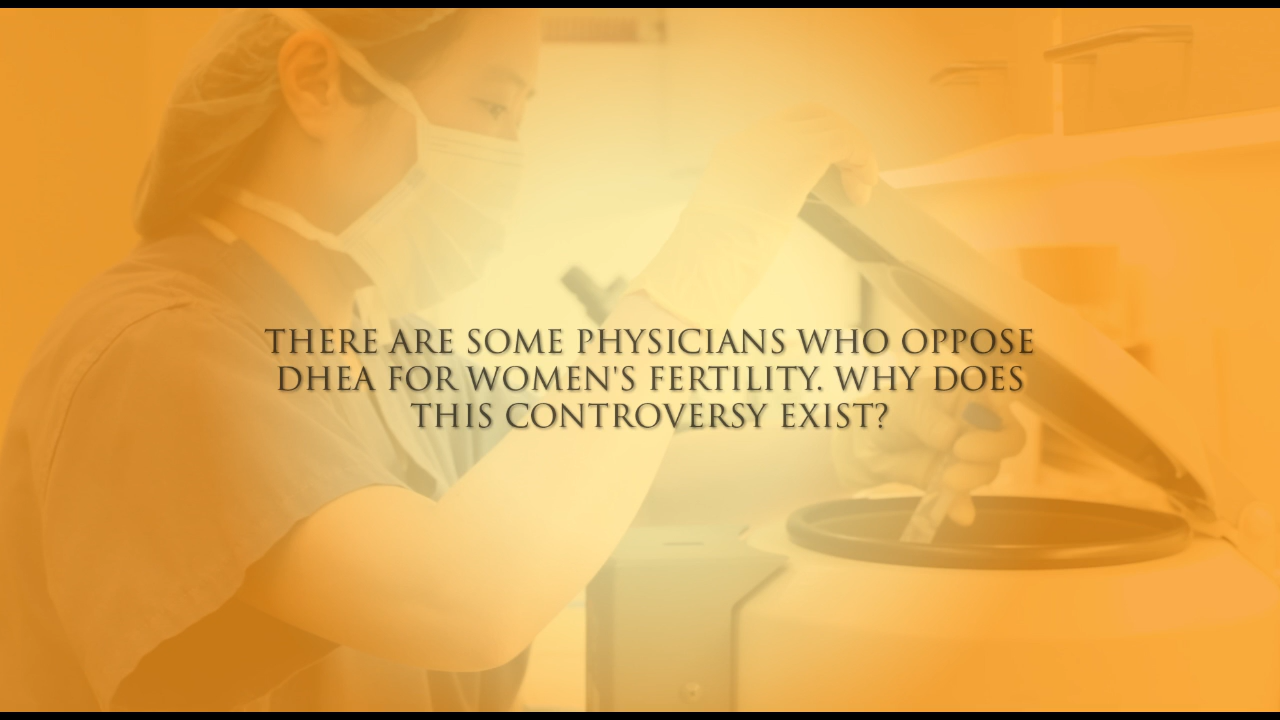 THERE ARE SOME PHYSICIANS WHO OPPOSE
DHEA FOR WOMEN'S FERTILITY. WHY DOES
THIS CONTROVERSY EXIST?